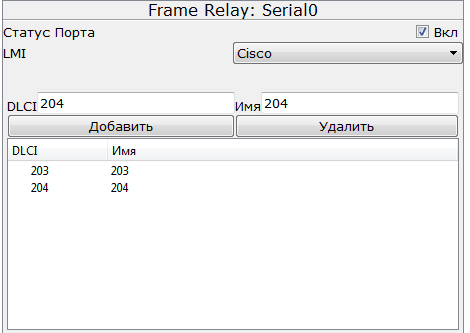 Frame Relay: Serial0
Статус Порта Вкл
LMI Cisco
DLCI 204 Имя 204
Добавить Удалить
DLCI Имя
203 203
204 204